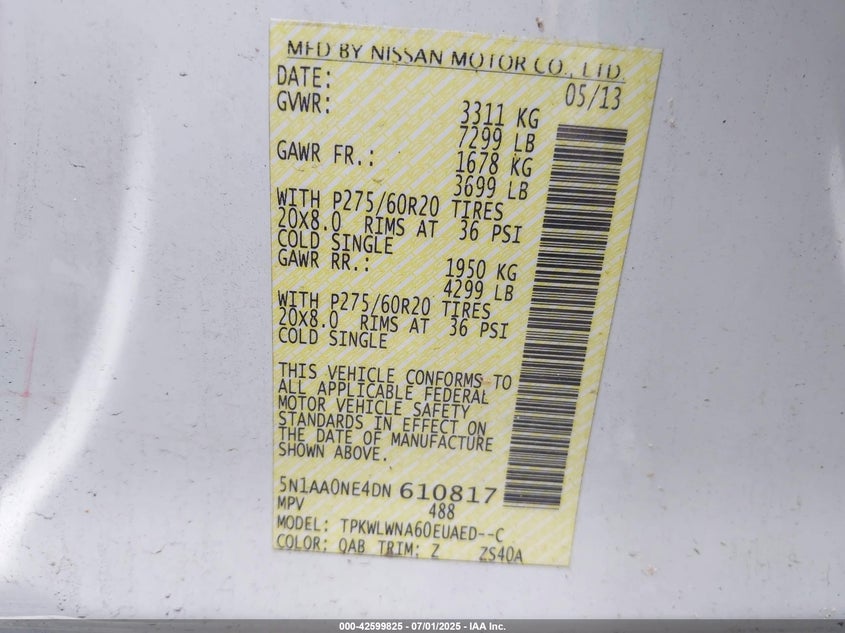 MFD BY NISSAN MOTOR CO., LTD.
DATE: 05/13
GVWR: 3311 KG
7299 LB
GAWR FR.: 1678 KG
3699 LB
WITH P275/60R20 TIRES
20X8.0 RIMS AT 36 PSI
COLD SINGLE
GAWR RR.: 1950 KG
4299 LB
WITH P275/60R20 TIRES
20X8.0 RIMS AT 36 PSI
COLD SINGLE
THIS VEHICLE CONFORMS TO
ALL APPLICABLE FEDERAL
MOTOR VEHICLE SAFETY
STANDARDS IN EFFECT ON
THE DATE OF MANUFACTURE
SHOWN ABOVE.
5N1AA0NE4DN 610817
MPV 488
MODEL: TPKWLWNA60EUAED--C
COLOR: QAB TRIM: Z ZS40A
000-42599825 - 07/01/2025 - IAA Inc.